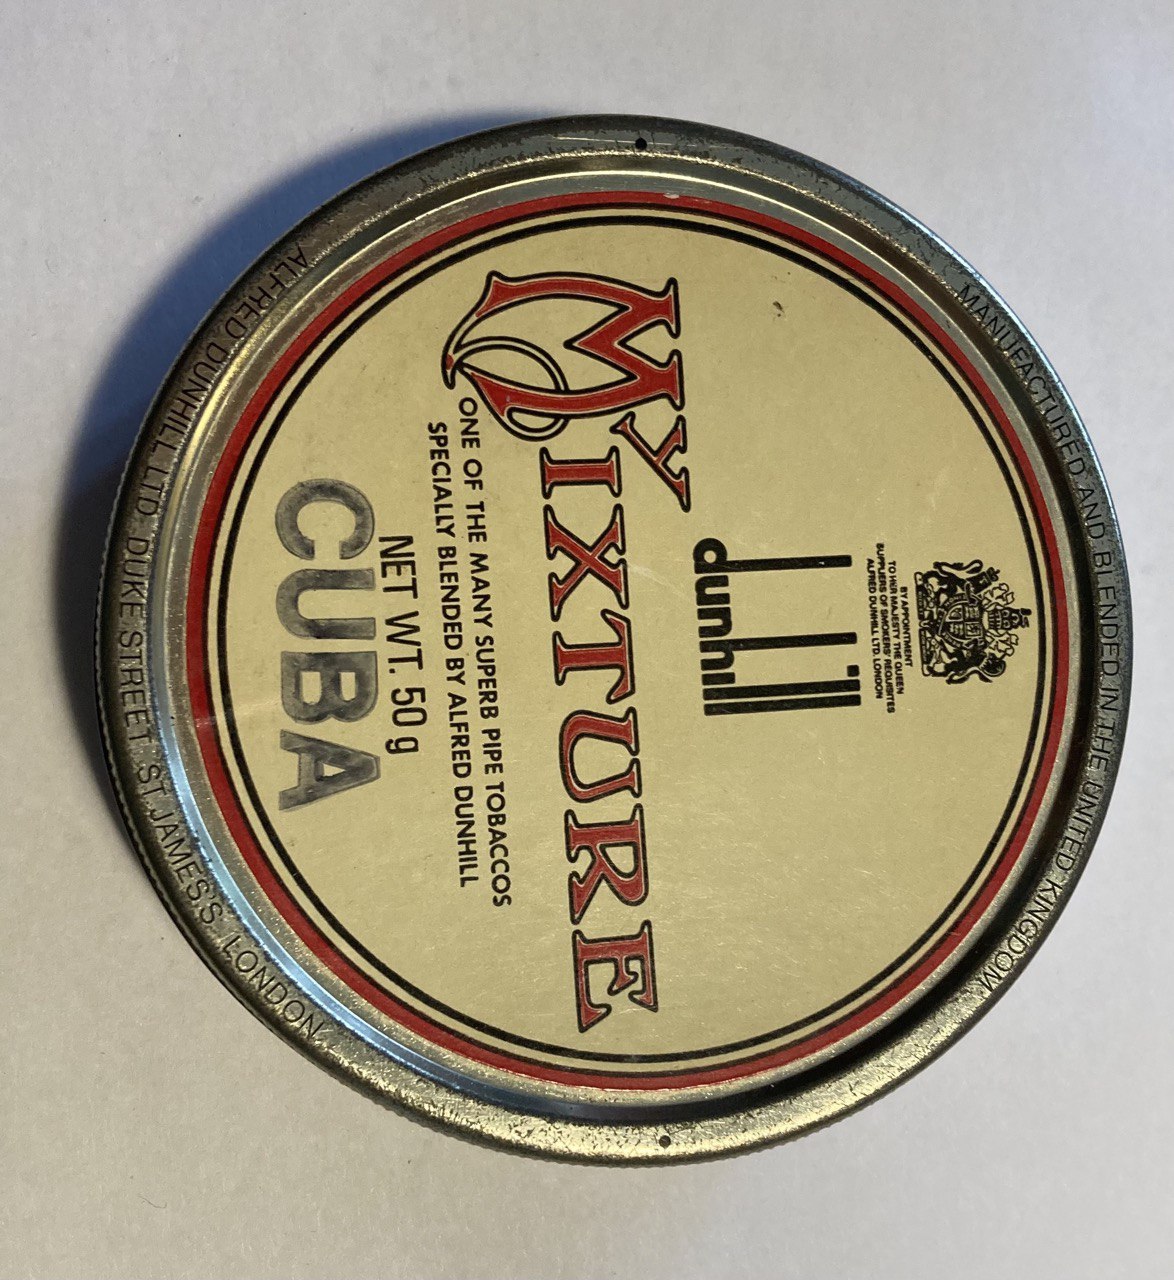 MANUFACTURED AND BLENDED IN THE UNITED KINGDOM
BY APPOINTMENT
TO HER MAJESTY THE QUEEN
SUPPLIERS OF SMOKERS' REQUISITES
ALFRED DUNHILL LTD. LONDON
dunhill
MY
MIXTURE
ONE OF THE MANY SUPERB PIPE TOBACCOS
SPECIALLY BLENDED BY ALFRED DUNHILL
NET WT. 50 g
CUBA
ALFRED DUNHILL LTD DUKE STREET ST. JAMES'S LONDON